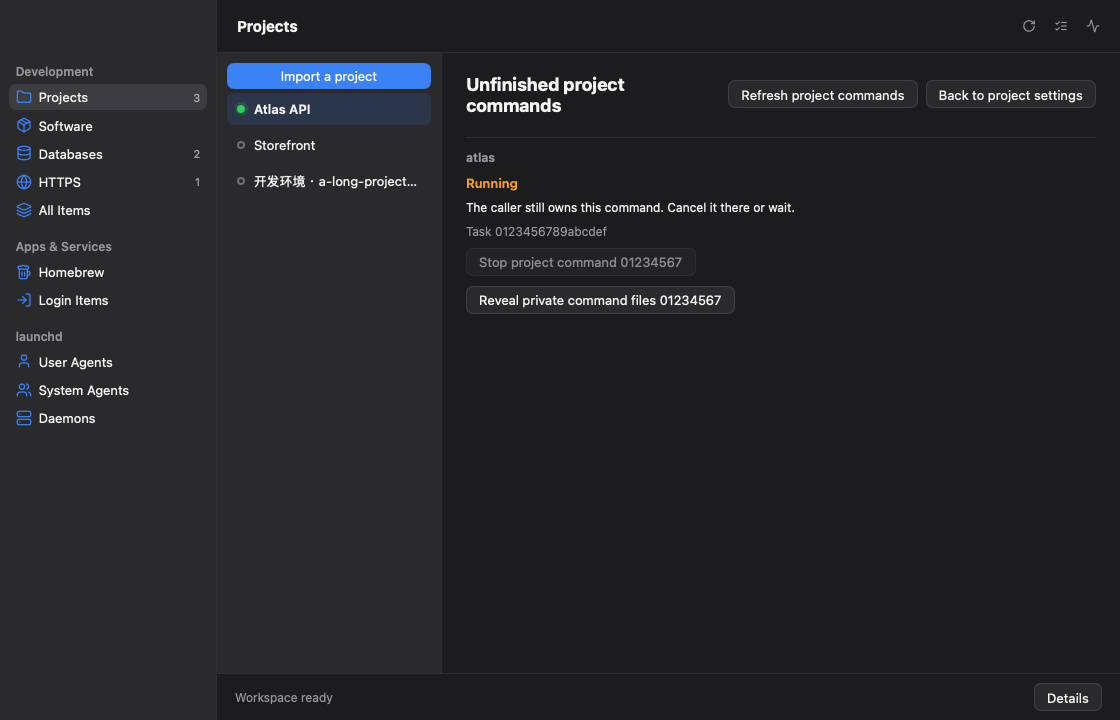 Projects
Development
Projects 3
Software
Databases 2
HTTPS 1
All Items
Apps & Services
Homebrew
Login Items
launchd
User Agents
System Agents
Daemons
Import a project
Atlas API
Storefront
开发环境 · a-long-project...
Unfinished project
commands
Refresh project commands
Back to project settings
atlas
Running
The caller still owns this command. Cancel it there or wait.
Task 0123456789abcdef
Stop project command 01234567
Reveal private command files 01234567
Workspace ready
Details